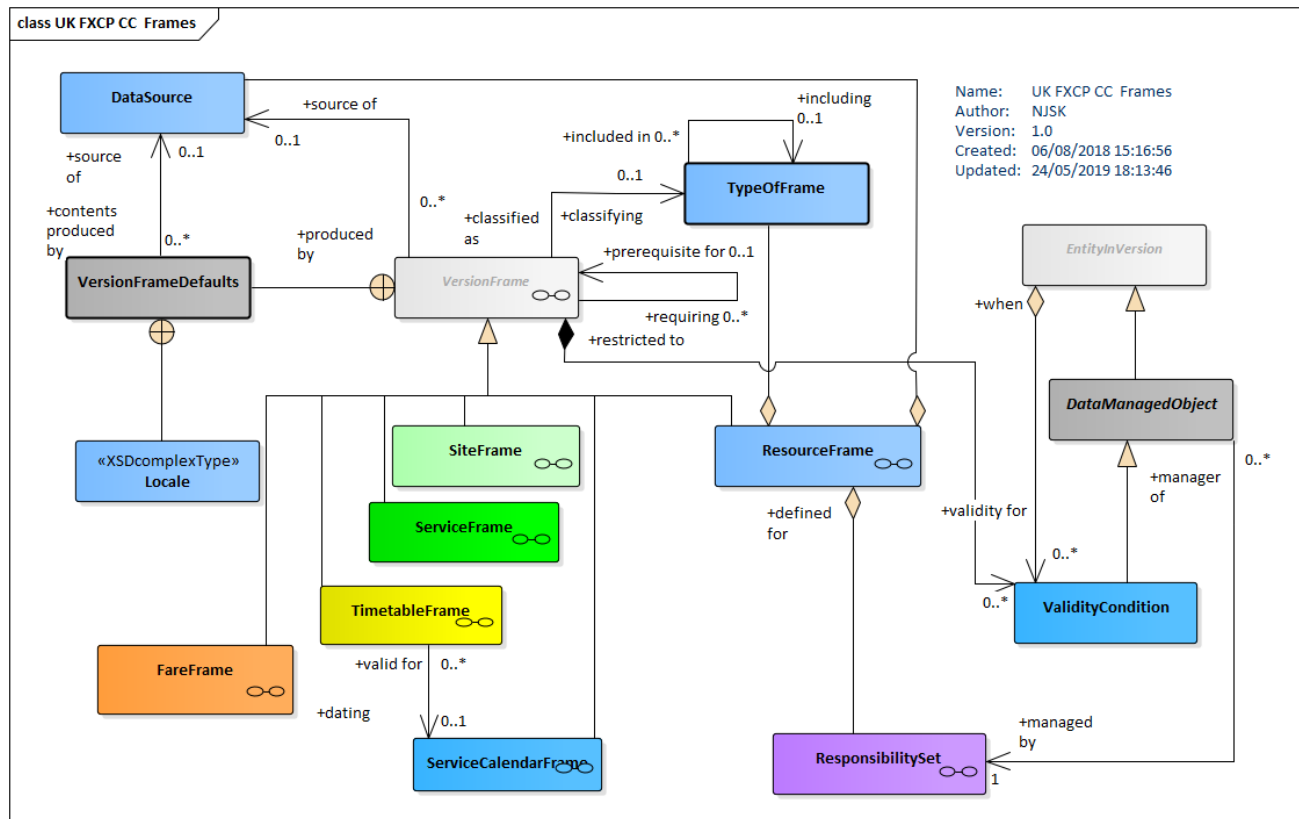 class UK FXCP CC Frames
DataSource
+source of
0..1
+including
0..1
+included in 0..*
Name: UK FXCP CC Frames
Author: NJSK
Version: 1.0
Created: 06/08/2018 15:16:56
Updated: 24/05/2019 18:13:46
+source
of
0..1
0..1
TypeOfFrame
+contents
produced
by
0..*
+produced
by
0..*
+classified
as
+classifying
+prerequisite for 0..1
EntityInVersion
VersionFrameDefaults
VersionFrame
+requiring 0..*
+restricted to
+when
DataManagedObject
«XSDcomplexType»
Locale
SiteFrame
ResourceFrame
0..*
+manager
of
ServiceFrame
+defined
for
+validity for
0..*
TimetableFrame
0..*
ValidityCondition
FareFrame
+valid for
0..*
+dating
0..1
ServiceCalendarFrame
ResponsibilitySet
+managed
by
1